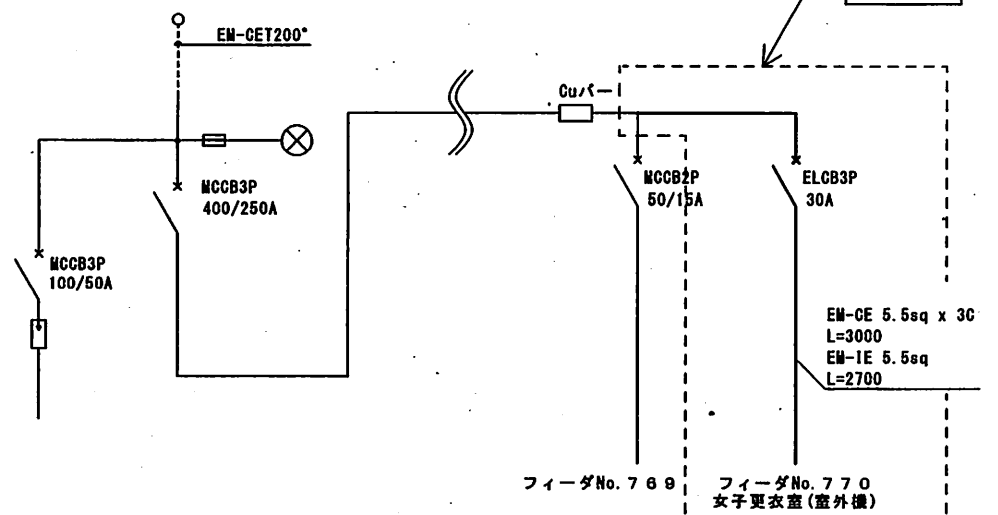 EM-CET200°
Cuバー
MCCB3P
400/250A
MCCB2P
50/15A
ELCB3P
30A
MCCB3P
100/50A
EM-CE 5.5sq x 3C
L=3000
EM-IE 5.5sq
L=2700
フィーダNo.769
フィーダNo.770
女子更衣室(室外機)